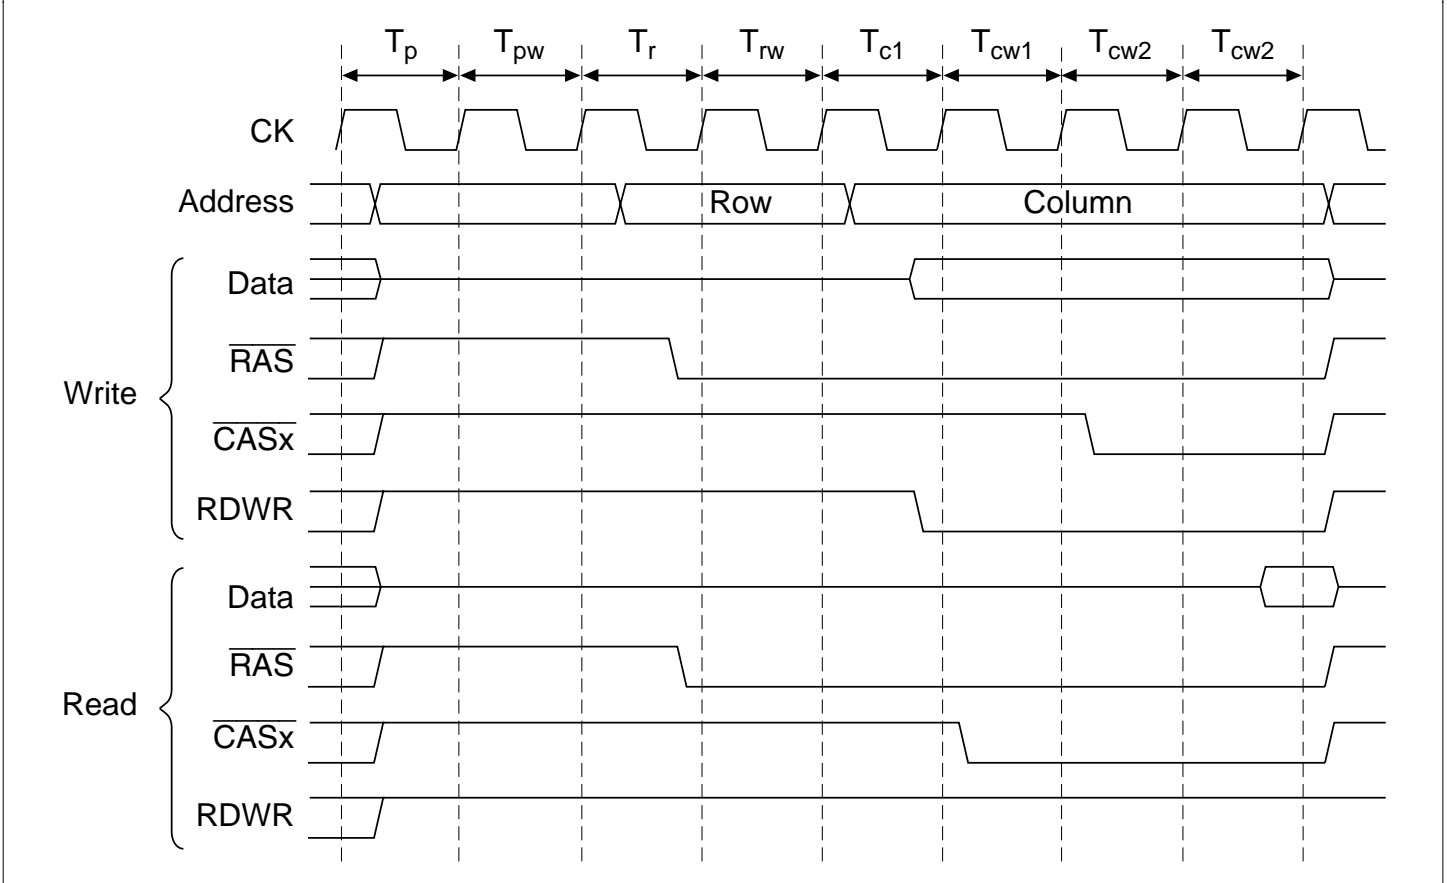 Tp Tpw Tr Trw Tc1 Tcw1 Tcw2 Tcw2
CK
Address Row Column
Data
RAS
Write
CASx
RDWR
Data
RAS
Read
CASx
RDWR